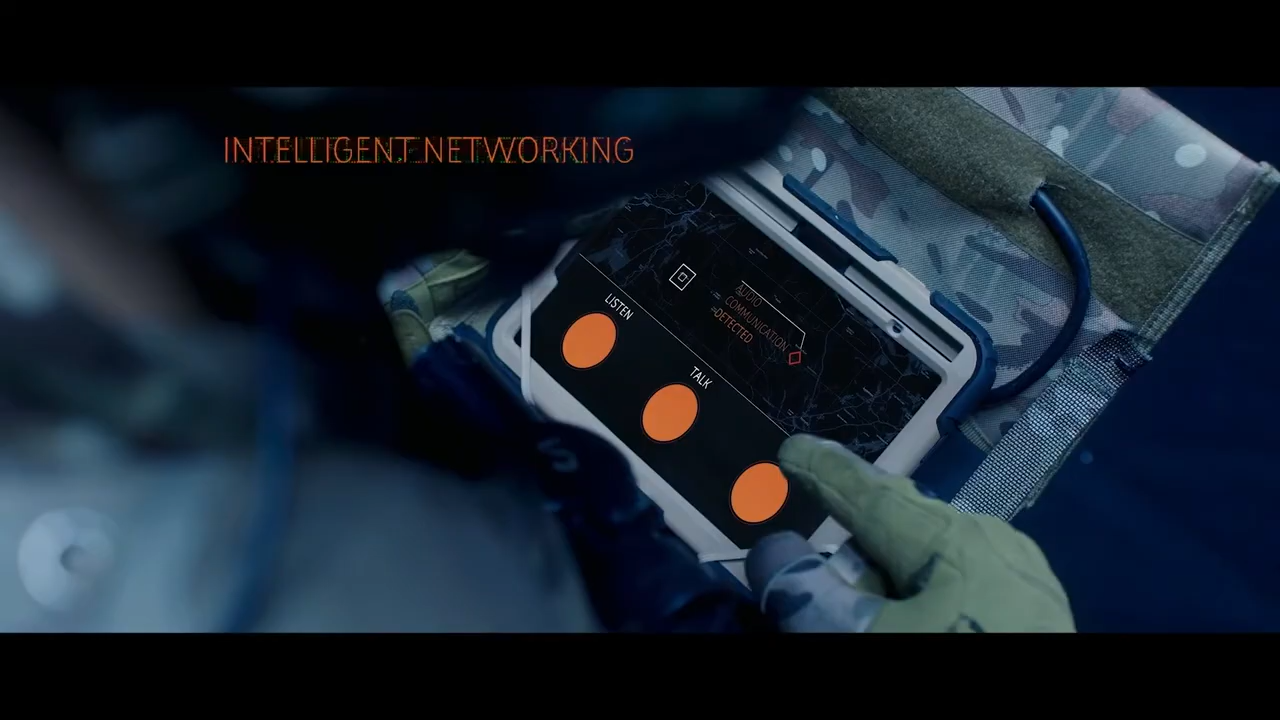 INTELLIGENT NETWORKING
LISTEN
TALK
AUDIO
COMMUNICATION
DETECTED